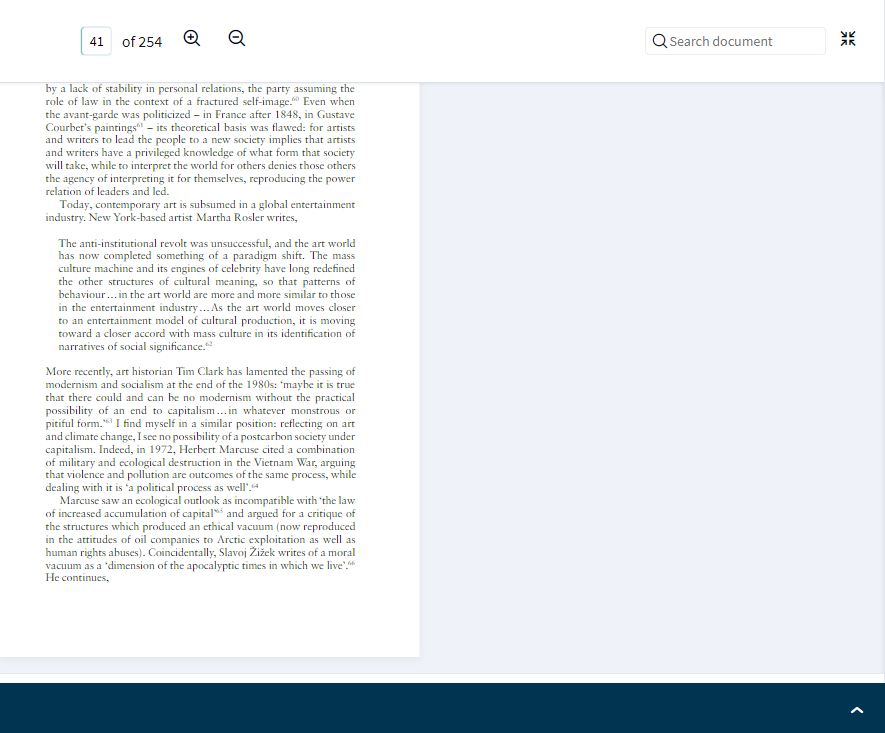 41 of 254 Search document
by a lack of stability in personal relations, the party assuming the
role of law in the context of a fractured self-image.60 Even when
the avant-garde was politicized – in France after 1848, in Gustave
Courbet's paintings61 – its theoretical basis was flawed: for artists
and writers to lead the people to a new society implies that artists
and writers have a privileged knowledge of what form that society
will take, while to interpret the world for others denies those others
the agency of interpreting it for themselves, reproducing the power
relation of leaders and led.
Today, contemporary art is subsumed in a global entertainment
industry. New York-based artist Martha Rosler writes,
The anti-institutional revolt was unsuccessful, and the art world
has now completed something of a paradigm shift. The mass
culture machine and its engines of celebrity have long redefined
the other structures of cultural meaning, so that patterns of
behaviour…in the art world are more and more similar to those
in the entertainment industry…As the art world moves closer
to an entertainment model of cultural production, it is moving
toward a closer accord with mass culture in its identification of
narratives of social significance.62
More recently, art historian Tim Clark has lamented the passing of
modernism and socialism at the end of the 1980s: 'maybe it is true
that there could and can be no modernism without the practical
possibility of an end to capitalism…in whatever monstrous or
pitiful form.'63 I find myself in a similar position: reflecting on art
and climate change, I see no possibility of a postcarbon society under
capitalism. Indeed, in 1972, Herbert Marcuse cited a combination
of military and ecological destruction in the Vietnam War, arguing
that violence and pollution are outcomes of the same process, while
dealing with it is 'a political process as well'.64
Marcuse saw an ecological outlook as incompatible with 'the law
of increased accumulation of capital'65 and argued for a critique of
the structures which produced an ethical vacuum (now reproduced
in the attitudes of oil companies to Arctic exploitation as well as
human rights abuses). Coincidentally, Slavoj Žižek writes of a moral
vacuum as a 'dimension of the apocalyptic times in which we live'.66
He continues,